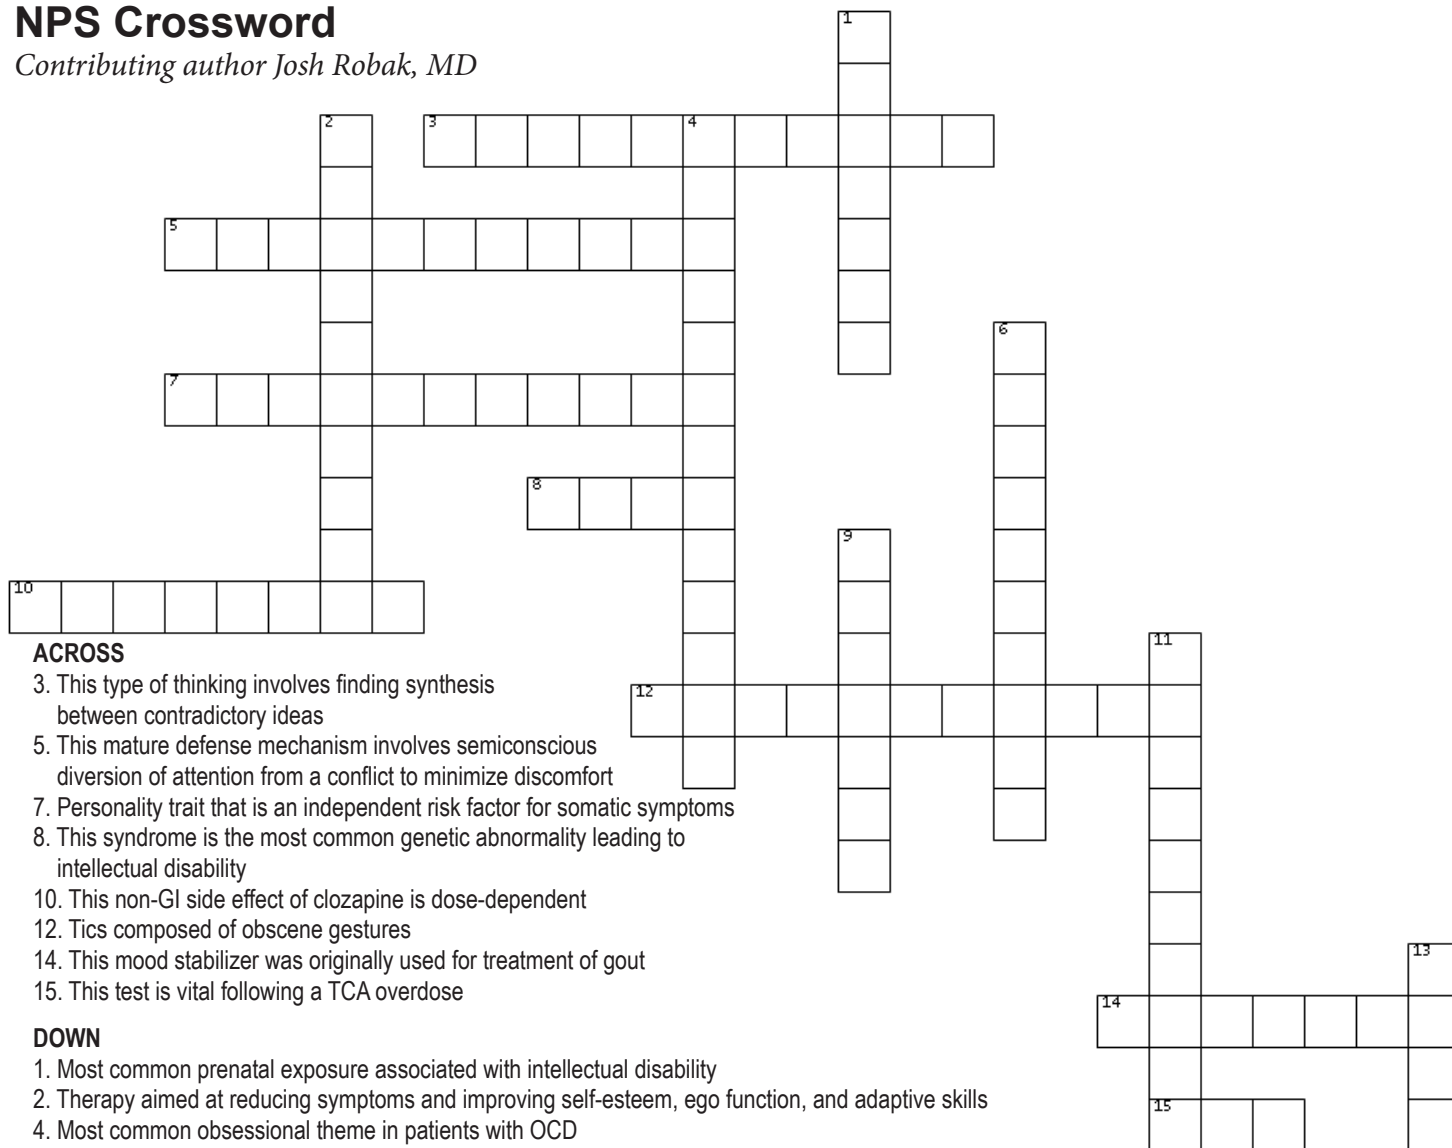 NPS Crossword
Contributing author Josh Robak, MD
1
2
3
4
5
6
7
8
9
10
11
12
13
14
15
ACROSS
3. This type of thinking involves finding synthesis
between contradictory ideas
5. This mature defense mechanism involves semiconscious
diversion of attention from a conflict to minimize discomfort
7. Personality trait that is an independent risk factor for somatic symptoms
8. This syndrome is the most common genetic abnormality leading to
intellectual disability
10. This non-GI side effect of clozapine is dose-dependent
12. Tics composed of obscene gestures
14. This mood stabilizer was originally used for treatment of gout
15. This test is vital following a TCA overdose
DOWN
1. Most common prenatal exposure associated with intellectual disability
2. Therapy aimed at reducing symptoms and improving self-esteem, ego function, and adaptive skills
4. Most common obsessional theme in patients with OCD